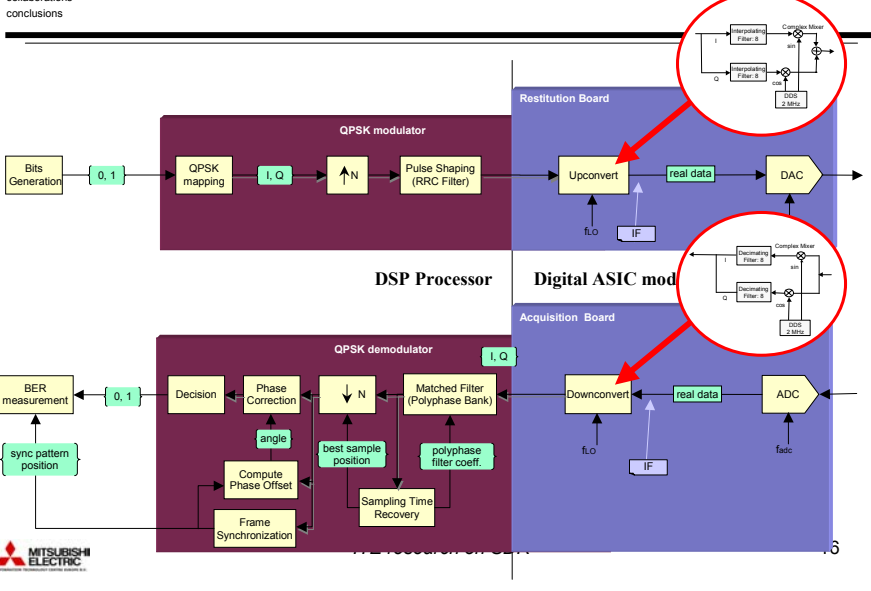 conclusions
Interpolating
Filter: 8
Complex Mixer
I
sin
Interpolating
Filter: 8
Q
cos
DDS
2 MHz
Restitution Board
QPSK modulator
Bits
Generation
0, 1
QPSK
mapping
I, Q
N
Pulse Shaping
(RRC Filter)
Upconvert
real data
DAC
fLO
IF
DSP Processor
Digital ASIC mod
Complex Mixer
Decimating
Filter: 8
I
sin
Decimating
Filter: 8
Q
cos
DDS
2 MHz
Acquisition Board
QPSK demodulator
I, Q
BER
measurement
0, 1
Decision
Phase
Correction
N
Matched Filter
(Polyphase Bank)
Downconvert
real data
ADC
fLO
IF
fadc
sync pattern
position
angle
best sample
position
polyphase
filter coeff.
Compute
Phase Offset
Sampling Time
Recovery
Frame
Synchronization
MITSUBISHI
ELECTRIC